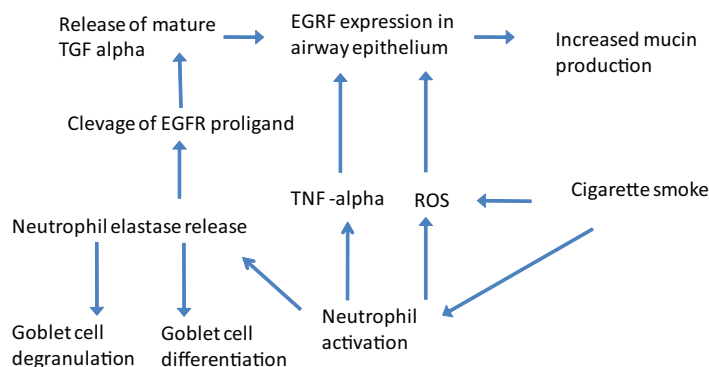 Release of mature
TGF alpha
EGRF expression in
airway epithelium
Increased mucin
production
Clevage of EGFR proligand
TNF -alpha
ROS
Cigarette smoke
Neutrophil elastase release
Goblet cell
degranulation
Goblet cell
differentiation
Neutrophil
activation